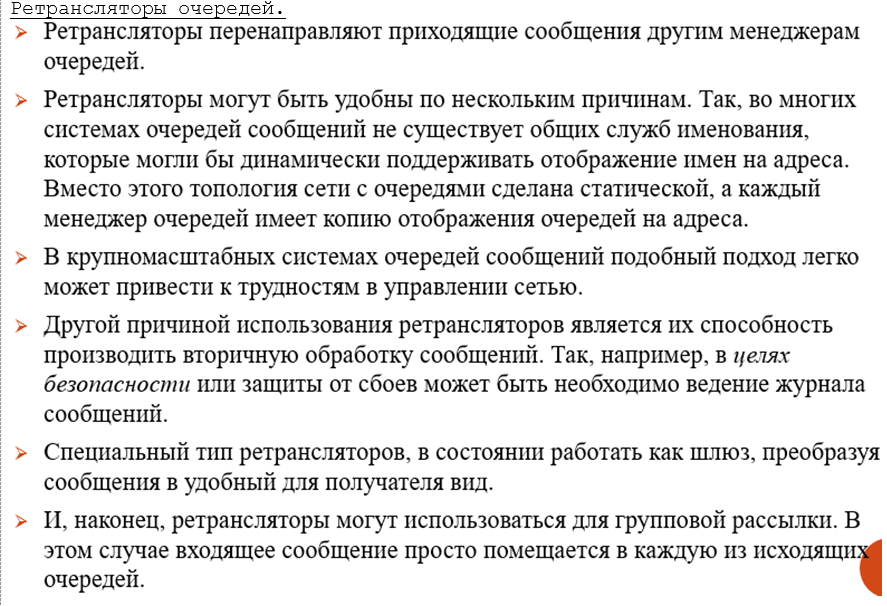 Ретрансляторы очередей.
Ретрансляторы перенаправляют приходящие сообщения другим менеджерам
очередей.
Ретрансляторы могут быть удобны по нескольким причинам. Так, во многих
системах очередей сообщений не существует общих служб именования,
которые могли бы динамически поддерживать отображение имен на адреса.
Вместо этого топология сети с очередями сделана статической, а каждый
менеджер очередей имеет копию отображения очередей на адреса.
В крупномасштабных системах очередей сообщений подобный подход легко
может привести к трудностям в управлении сетью.
Другой причиной использования ретрансляторов является их способность
производить вторичную обработку сообщений. Так, например, в целях
безопасности или защиты от сбоев может быть необходимо ведение журнала
сообщений.
Специальный тип ретрансляторов, в состоянии работать как шлюз, преобразуя
сообщения в удобный для получателя вид.
И, наконец, ретрансляторы могут использоваться для групповой рассылки. В
этом случае входящее сообщение просто помещается в каждую из исходящих
очередей.